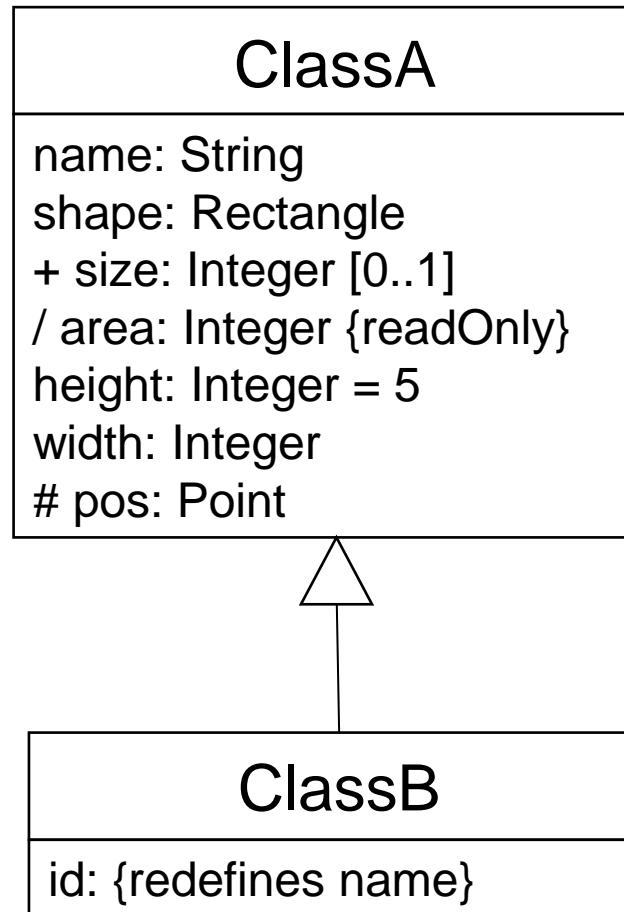 ClassA
name: String
shape: Rectangle
+ size: Integer [0..1]
/ area: Integer {readOnly}
height: Integer = 5
width: Integer
# pos: Point
ClassB
id: {redefines name}